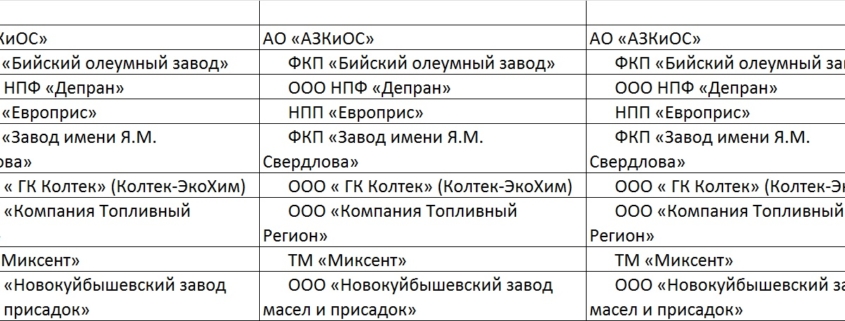 КиОС» АО «АЗКиОС» АО «АЗКиОС»
«Бийский олеумный завод» ФКП «Бийский олеумный завод» ФКП «Бийский олеумный за
НПФ «Депран» ООО НПФ «Депран» ООО НПФ «Депран»
«Европрис» НПП «Европрис» НПП «Европрис»
«Завод имени Я.М. ФКП «Завод имени Я.М. ФКП «Завод имени Я.М.
ова» Свердлова» Свердлова»
« ГК Колтек» (Колтек-ЭкоХим) ООО « ГК Колтек» (Колтек-ЭкоХим) ООО « ГК Колтек» (Колтек-Э
«Компания Топливный ООО «Компания Топливный ООО «Компания Топливный
Регион» Регион»
Миксент» ТМ «Миксент» ТМ «Миксент»
«Новокуйбышевский завод ООО «Новокуйбышевский завод ООО «Новокуйбышевский за
присадок» масел и присадок» масел и присадок»